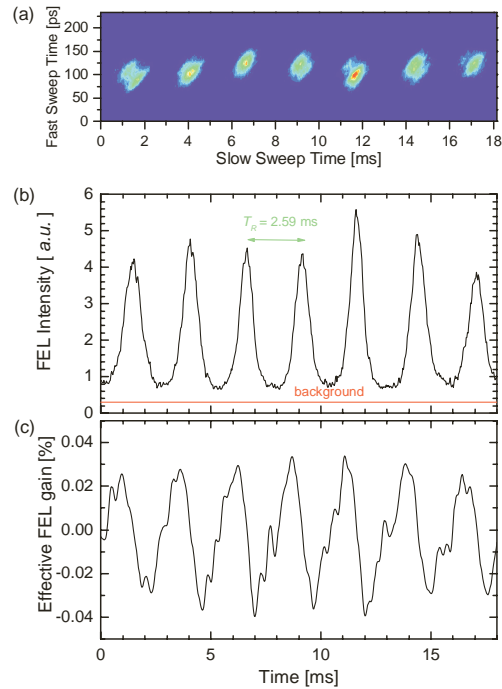 (a)
Fast Sweep Time [ps]
200
150
100
50
0
0 2 4 6 8 10 12 14 16 18
Slow Sweep Time [ms]
(b)
FEL Intensity [ a.u. ]
6
5
4
3
2
1
0
T_R = 2.59 ms
background
(c)
Effective FEL gain [%]
0.04
0.02
0.00
-0.02
-0.04
0 5 10 15
Time [ms]